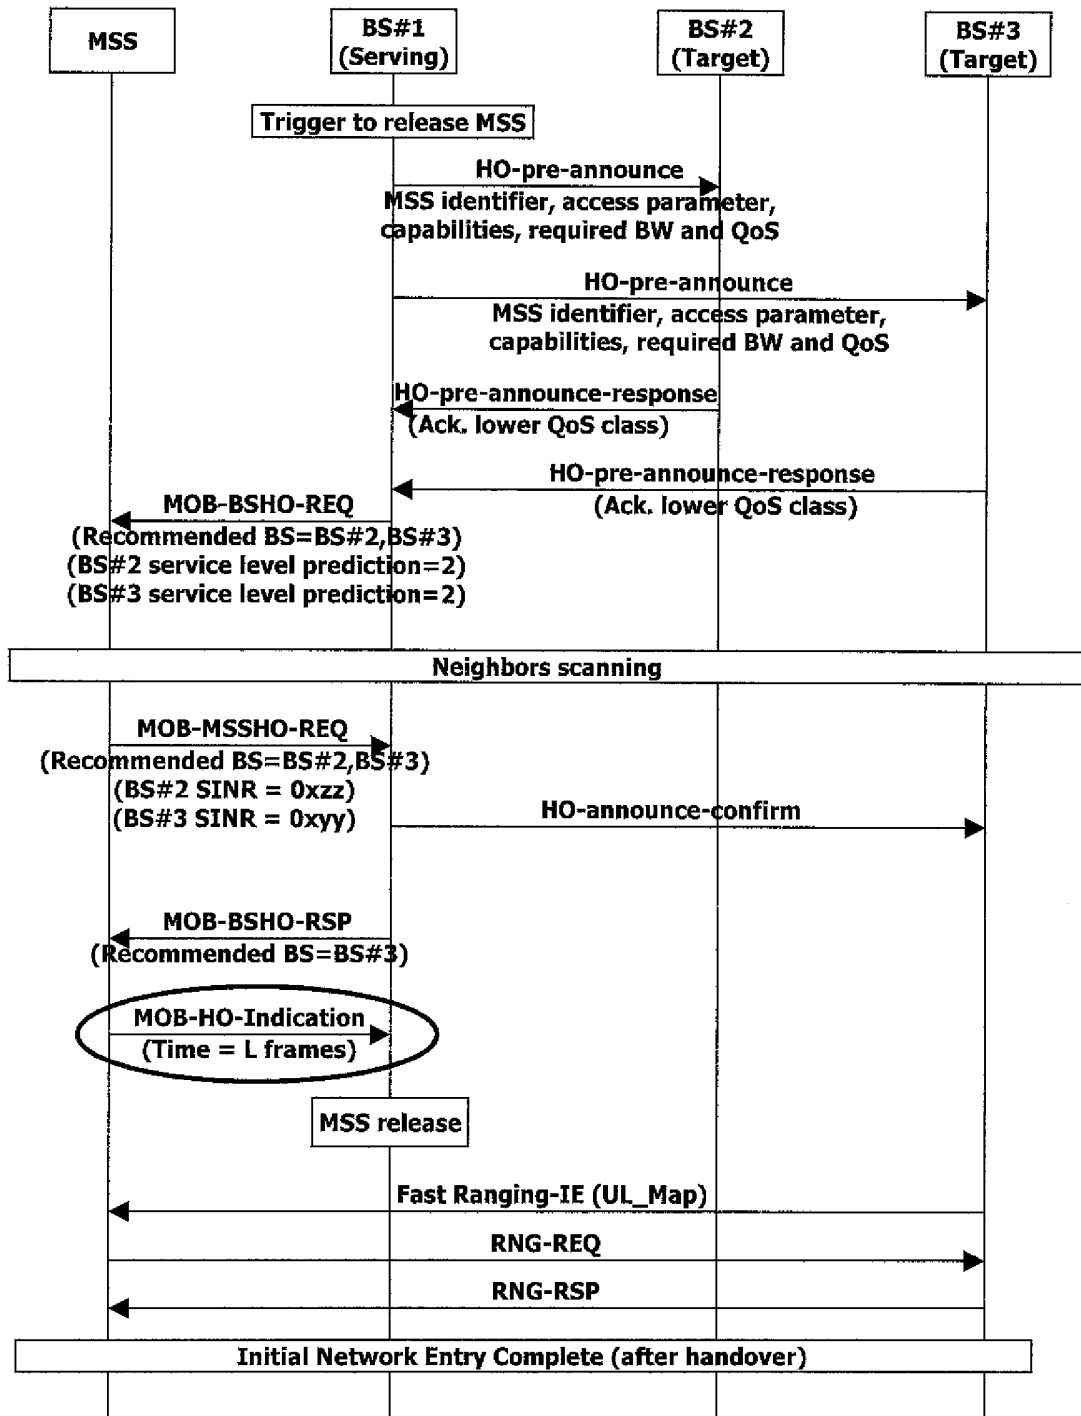 MSS
BS#1
(Serving)
BS#2
(Target)
BS#3
(Target)
Trigger to release MSS
HO-pre-announce
MSS identifier, access parameter,
capabilities, required BW and QoS
HO-pre-announce
MSS identifier, access parameter,
capabilities, required BW and QoS
HO-pre-announce-response
(Ack. lower QoS class)
HO-pre-announce-response
(Ack. lower QoS class)
MOB-BSHO-REQ
(Recommended BS=BS#2,BS#3)
(BS#2 service level prediction=2)
(BS#3 service level prediction=2)
Neighbors scanning
MOB-MSSHO-REQ
(Recommended BS=BS#2,BS#3)
(BS#2 SINR = 0xzz)
(BS#3 SINR = 0xyy)
HO-announce-confirm
MOB-BSHO-RSP
(Recommended BS=BS#3)
MOB-HO-Indication
(Time = L frames)
MSS release
Fast Ranging-IE (UL_Map)
RNG-REQ
RNG-RSP
Initial Network Entry Complete (after handover)